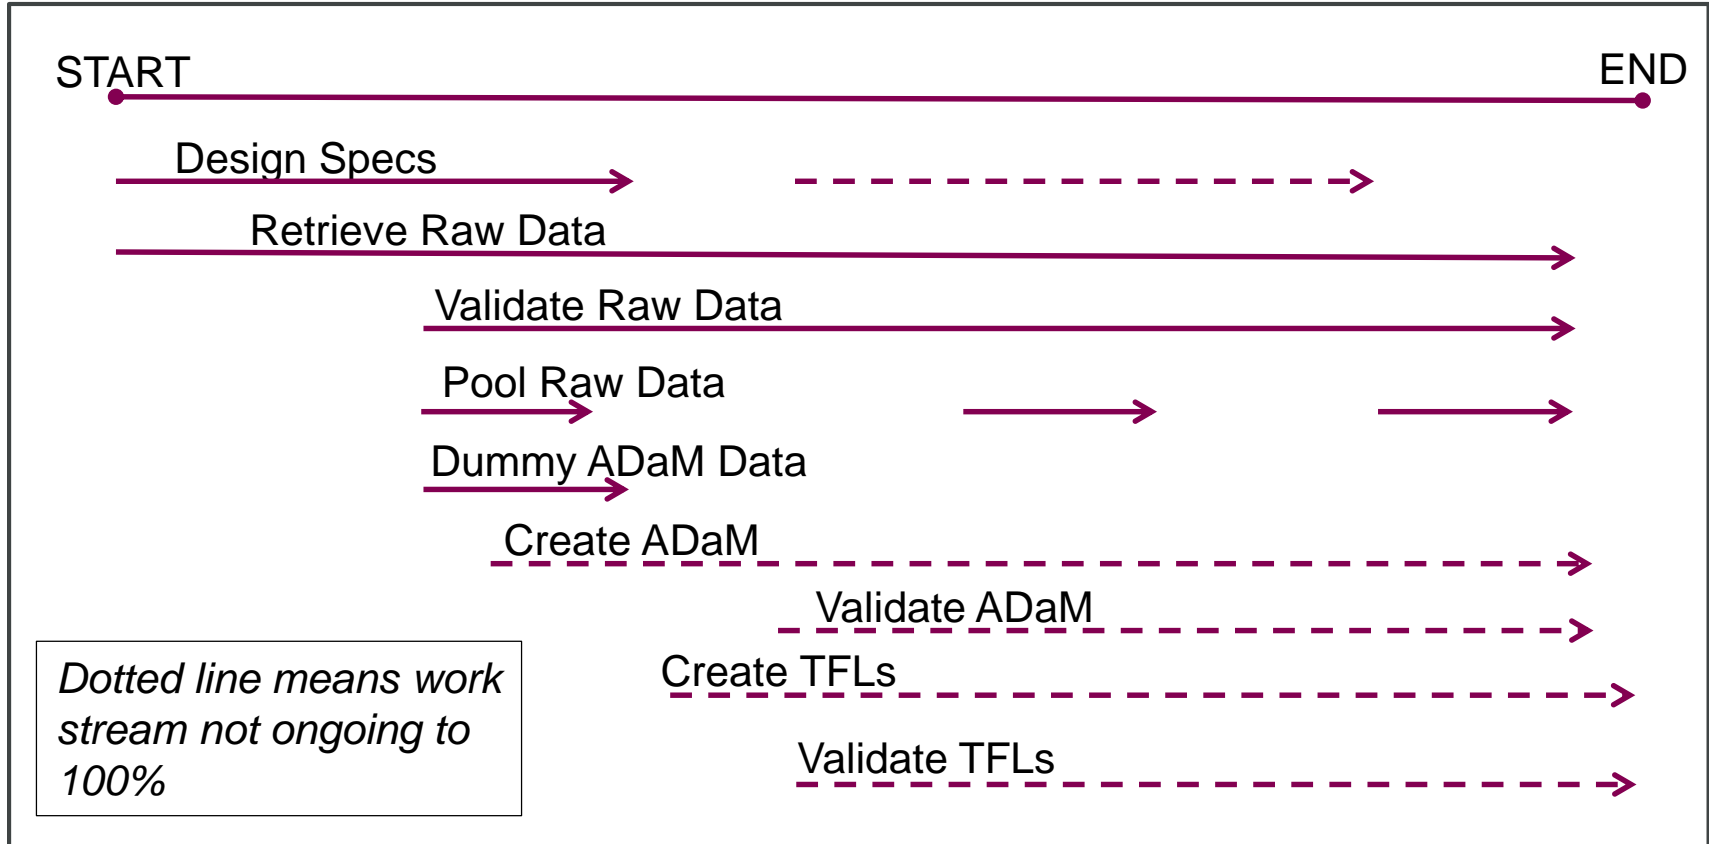 START
END
Design Specs
Retrieve Raw Data
Validate Raw Data
Pool Raw Data
Dummy ADaM Data
Create ADaM
Validate ADaM
Create TFLs
Validate TFLs
Dotted line means work
stream not ongoing to
100%